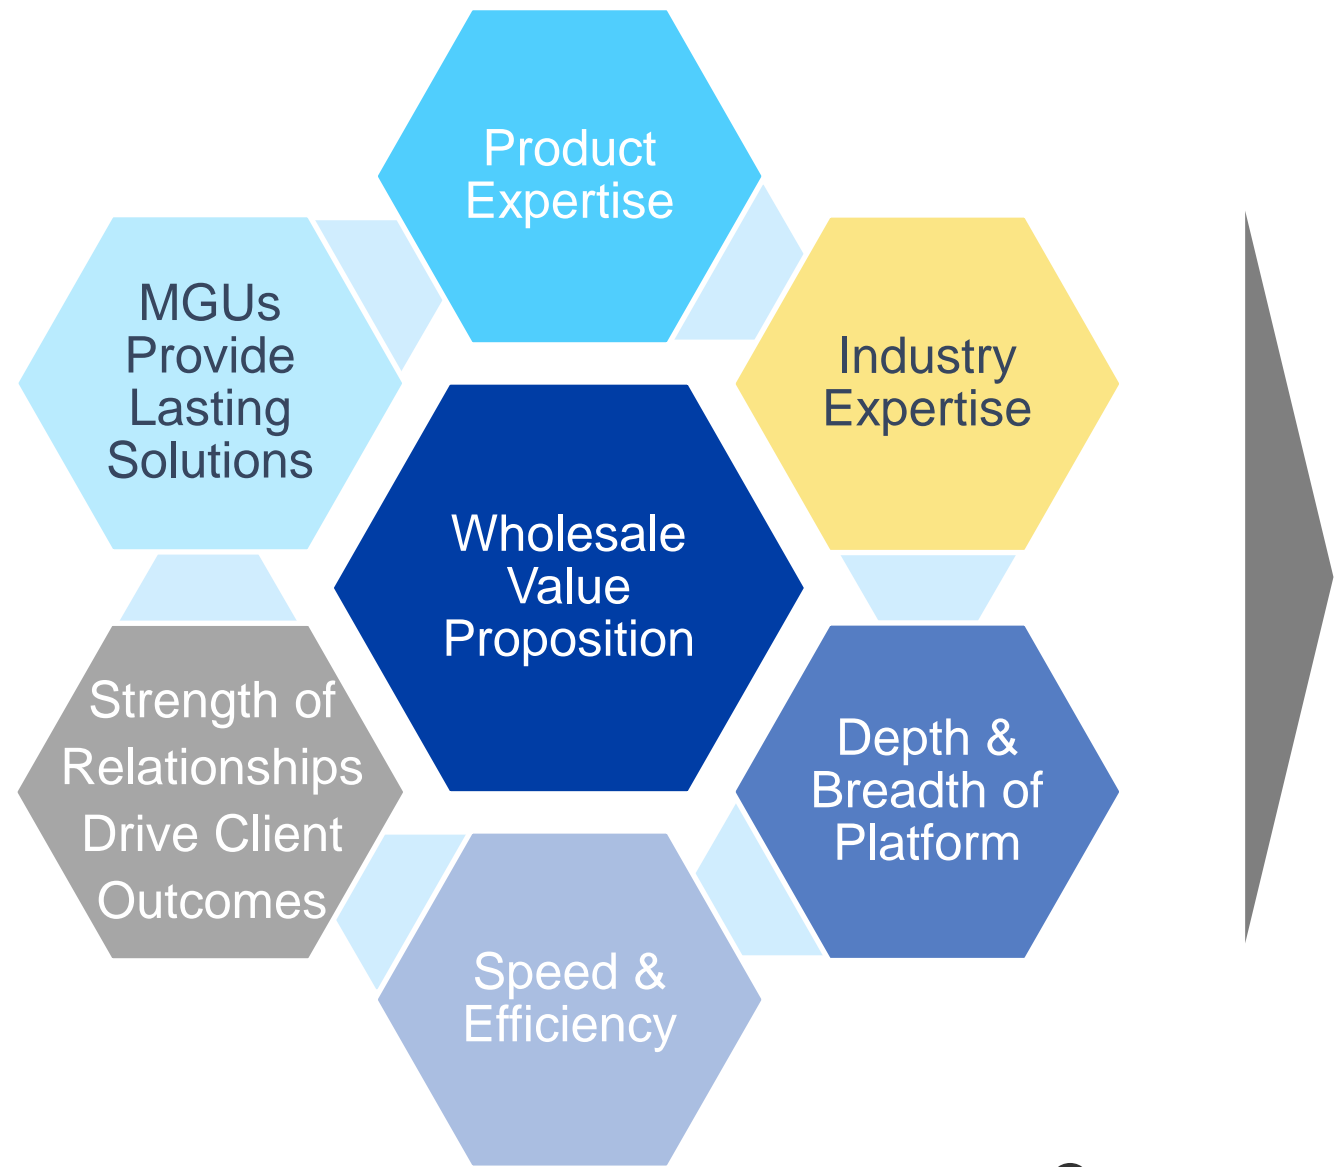 Product
Expertise
MGUs
Provide
Lasting
Solutions
Industry
Expertise
Wholesale
Value
Proposition
Strength of
Relationships
Drive Client
Outcomes
Depth &
Breadth of
Platform
Speed &
Efficiency